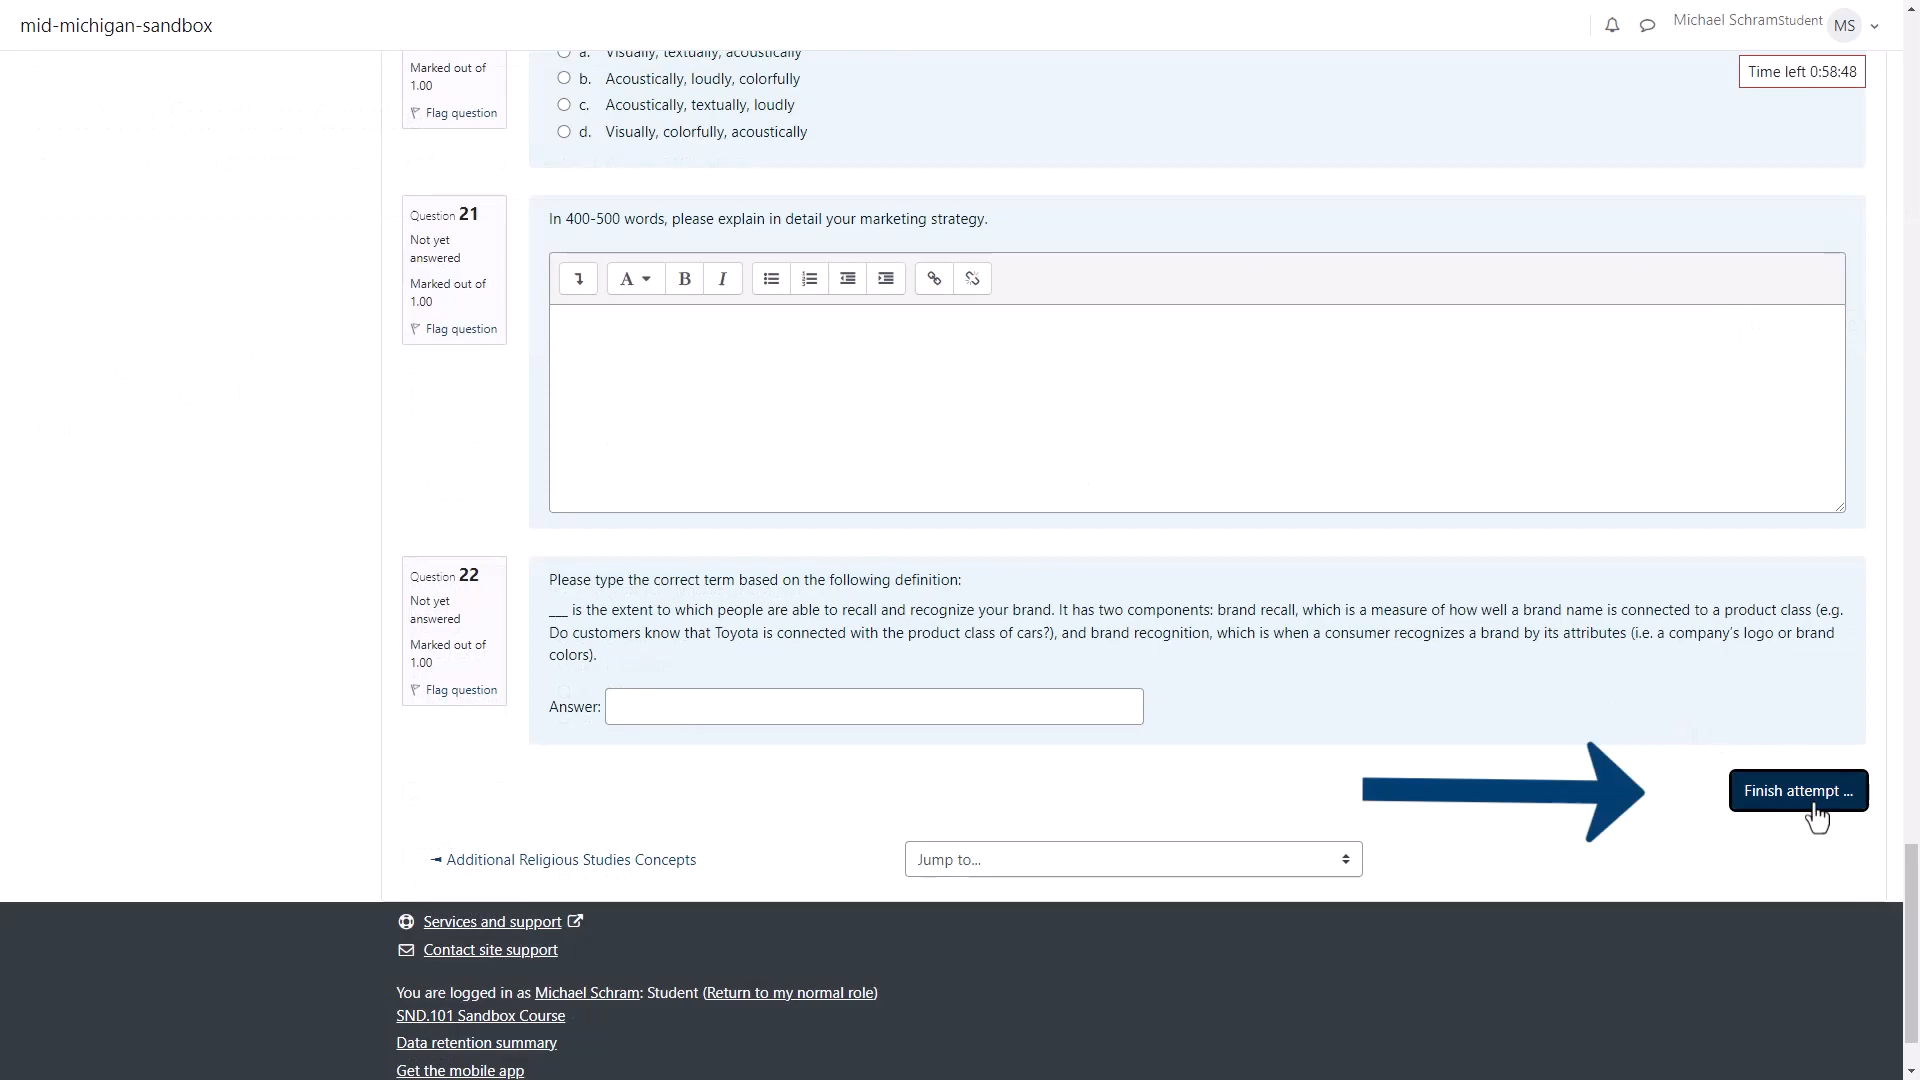 mid-michigan-sandbox
Michael SchramStudent
MS
Marked out of
1.00
Flag question
a. Visually, textually, acoustically
b. Acoustically, loudly, colorfully
c. Acoustically, textually, loudly
d. Visually, colorfully, acoustically
Time left 0:58:48
Question 21
Not yet
answered
Marked out of
1.00
Flag question
In 400-500 words, please explain in detail your marketing strategy.
A B I
Question 22
Not yet
answered
Marked out of
1.00
Flag question
Please type the correct term based on the following definition:
___ is the extent to which people are able to recall and recognize your brand. It has two components: brand recall, which is a measure of how well a brand name is connected to a product class (e.g.
Do customers know that Toyota is connected with the product class of cars?), and brand recognition, which is when a consumer recognizes a brand by its attributes (i.e. a company's logo or brand
colors).
Answer:
Finish attempt ...
◄ Additional Religious Studies Concepts
Jump to...
Services and support
Contact site support
You are logged in as Michael Schram: Student (Return to my normal role)
SND.101 Sandbox Course
Data retention summary
Get the mobile app